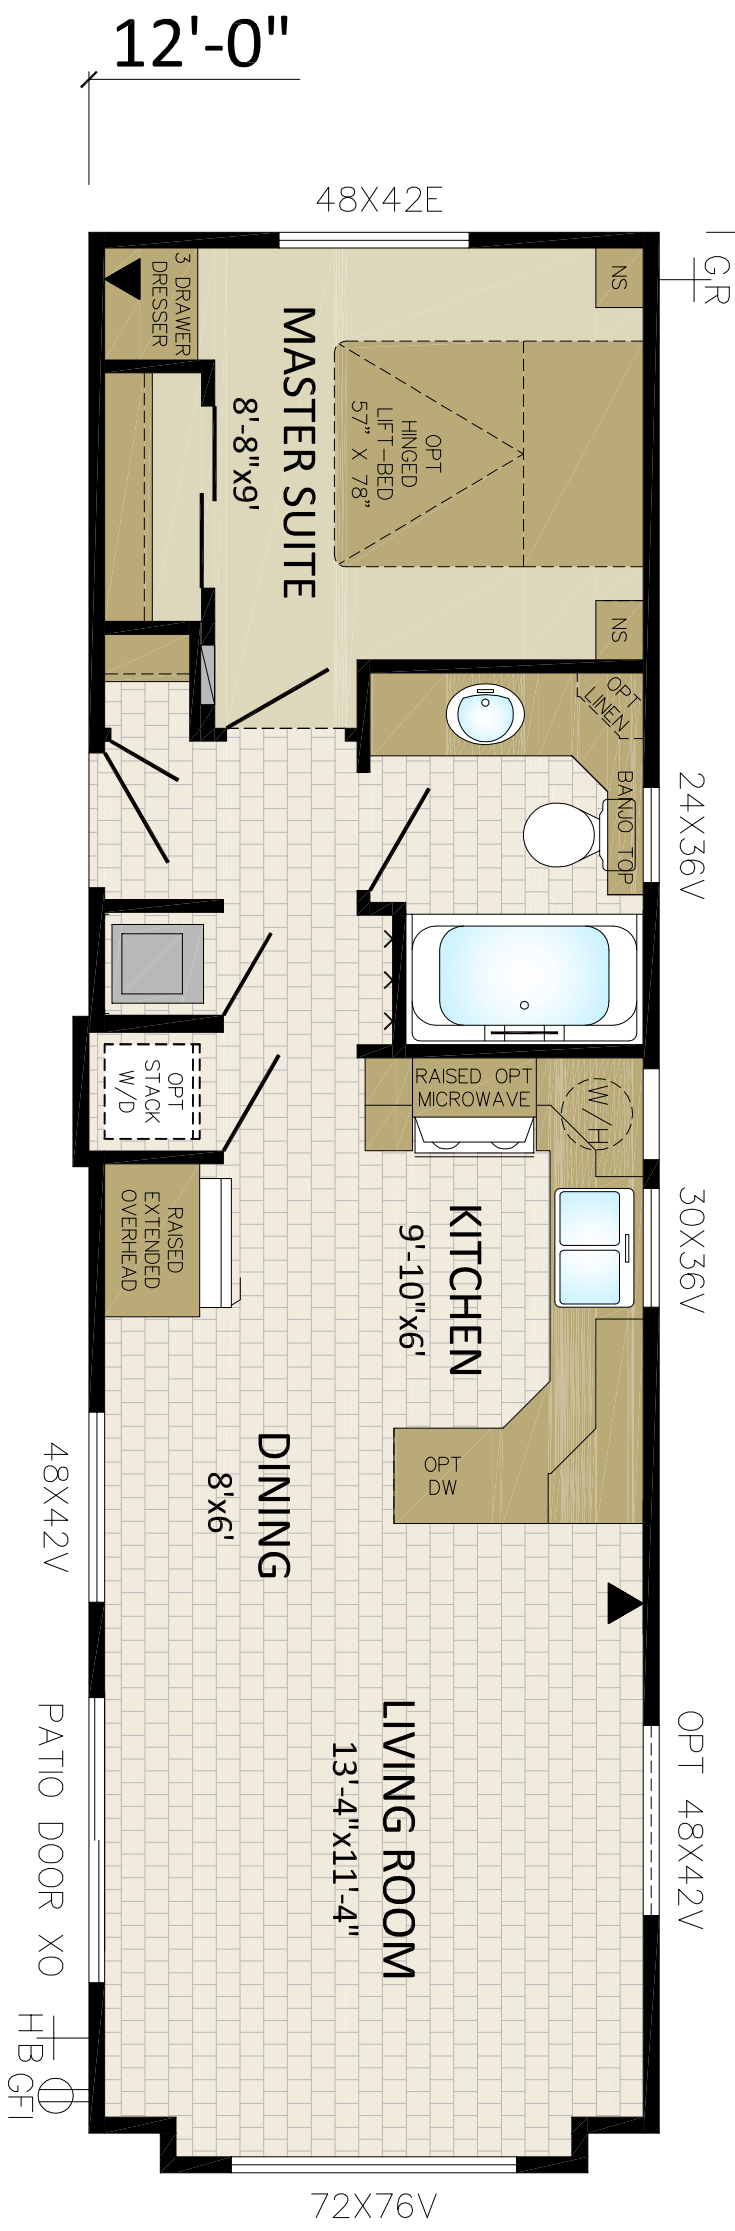 12'-0"
48X42E
GR
3 DRAWER
DRESSER
NS
MASTER SUITE
8'-8"x9'
OPT
HINGED
LIFT-BED
57" X 78"
NS
OPT
LINEN
BANJO TOP
24X36V
OPT
STACK
W/D
RAISED OPT
MICROWAVE
W/H
RAISED
EXTENDED
OVERHEAD
KITCHEN
9'-10"x6'
30X36V
48X42V
DINING
8'x6'
OPT
DW
LIVING ROOM
13'-4"x11'-4"
OPT 48X42V
PATIO DOOR XO
HB
GFI
72X76V